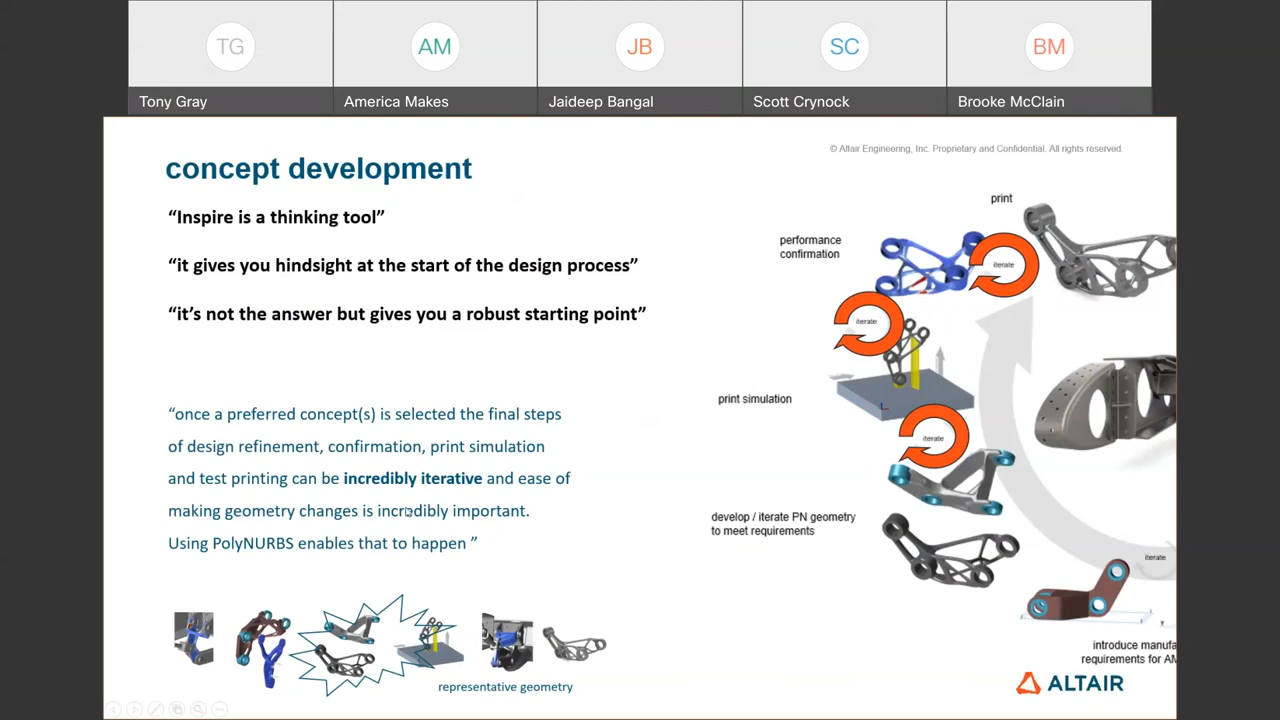 TG
AM
JB
SC
BM
Tony Gray
America Makes
Jaideep Bangal
Scott Crynock
Brooke McClain
© Altair Engineering, Inc. Proprietary and Confidential. All rights reserved.
concept development
“Inspire is a thinking tool”
“it gives you hindsight at the start of the design process”
“it’s not the answer but gives you a robust starting point”
“once a preferred concept(s) is selected the final steps
of design refinement, confirmation, print simulation
and test printing can be incredibly iterative and ease of
making geometry changes is incredibly important.
Using PolyNURBS enables that to happen ”
representative geometry
print
performance
confirmation
iterate
iterate
print simulation
iterate
develop / iterate PN geometry
to meet requirements
iterate
introduce manufa
requirements for AM
ALTAIR